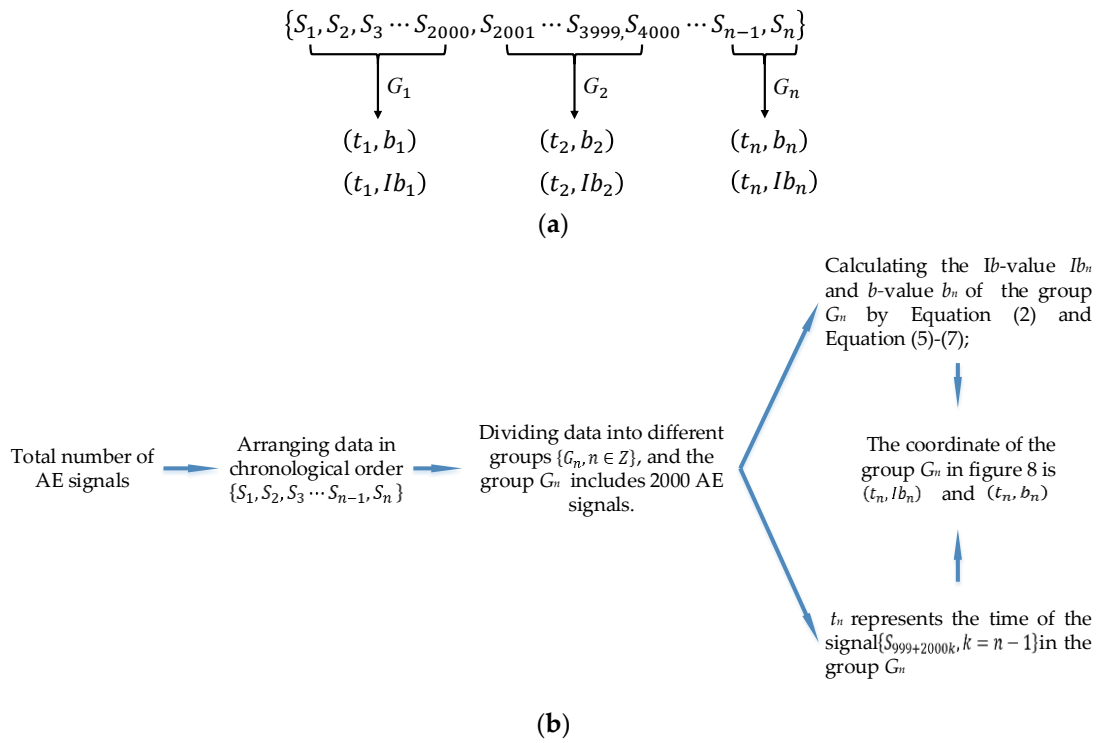 {S₁, S₂, S₃ ⋯ S₂₀₀₀, S₂₀₀₁ ⋯ S₃₉₉₉, S₄₀₀₀ ⋯ Sₙ₋₁, Sₙ}
G₁ G₂ Gₙ
(t₁, b₁) (t₂, b₂) (tₙ, bₙ)
(t₁, Ib₁) (t₂, Ib₂) (tₙ, Ibₙ)
(a)
Calculating the Ib-value Ibₙ
and b-value bₙ of the group
Gₙ by Equation (2) and
Equation (5)-(7);
Total number of
AE signals
Arranging data in
chronological order
{S₁, S₂, S₃ ⋯ Sₙ₋₁, Sₙ}
Dividing data into different
groups {Gₙ, n ∈ Z}, and the
group Gₙ includes 2000 AE
signals.
The coordinate of the
group Gₙ in figure 8 is
(tₙ, Ibₙ) and (tₙ, bₙ)
tₙ represents the time of the
signal{S₉₉₉₊₂₀₀₀ₖ, k = n − 1}in the
group Gₙ
(b)